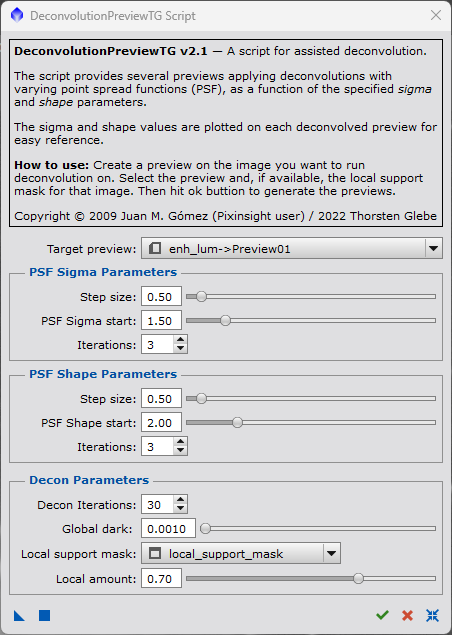 DeconvolutionPreviewTG Script
DeconvolutionPreviewTG v2.1 — A script for assisted deconvolution.
The script provides several previews applying deconvolutions with
varying point spread functions (PSF), as a function of the specified sigma
and shape parameters.
The sigma and shape values are plotted on each deconvolved preview for
easy reference.
How to use: Create a preview on the image you want to run
deconvolution on. Select the preview and, if available, the local support
mask for that image. Then hit ok buttion to generate the previews.
Copyright © 2009 Juan M. Gómez (Pixinsight user) / 2022 Thorsten Glebe
Target preview: enh_lum->Preview01
PSF Sigma Parameters
Step size: 0.50
PSF Sigma start: 1.50
Iterations: 3
PSF Shape Parameters
Step size: 0.50
PSF Shape start: 2.00
Iterations: 3
Decon Parameters
Decon Iterations: 30
Global dark: 0.0010
Local support mask: local_support_mask
Local amount: 0.70